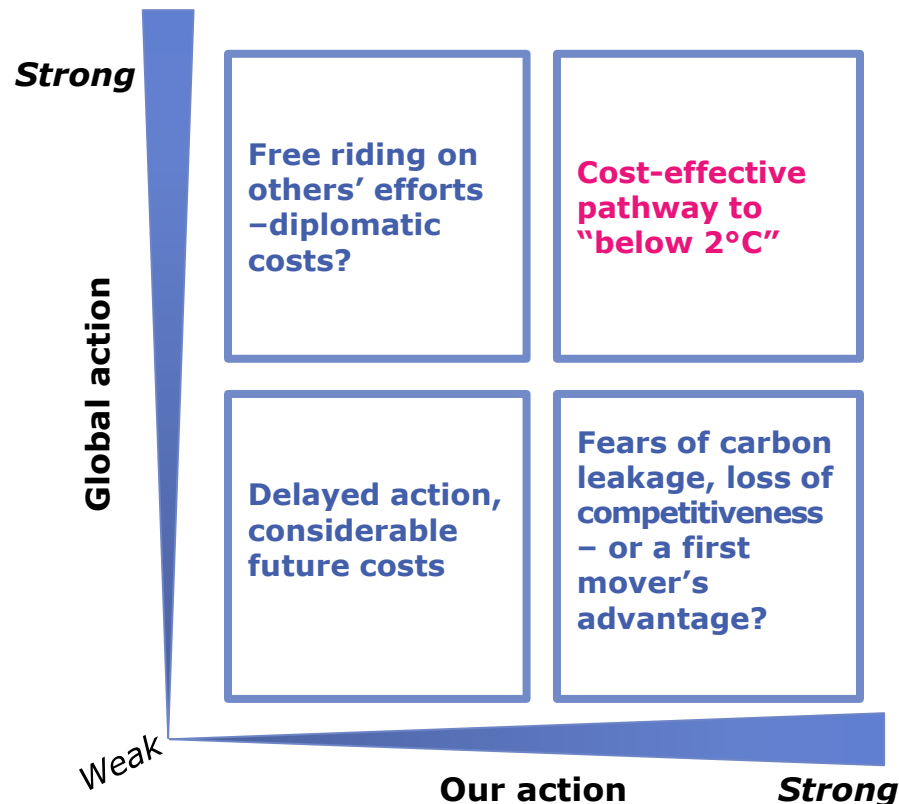 Strong
Free riding on
others’ efforts
–diplomatic
costs?
Cost-effective
pathway to
“below 2°C”
Global action
Delayed action,
considerable
future costs
Fears of carbon
leakage, loss of
competitiveness
– or a first
mover’s
advantage?
Weak
Our action
Strong